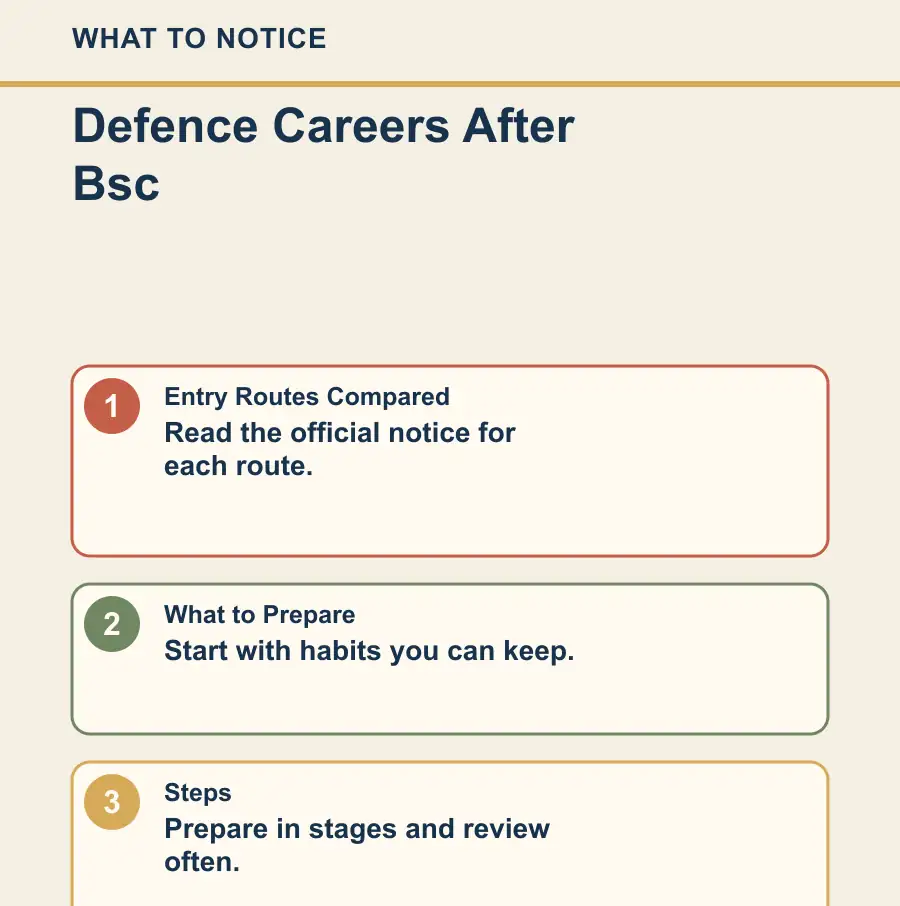 WHAT TO NOTICE
Defence Careers After
Bsc
1
Entry Routes Compared
Read the official notice for
each route.
2
What to Prepare
Start with habits you can keep.
3
Steps
Prepare in stages and review
often.